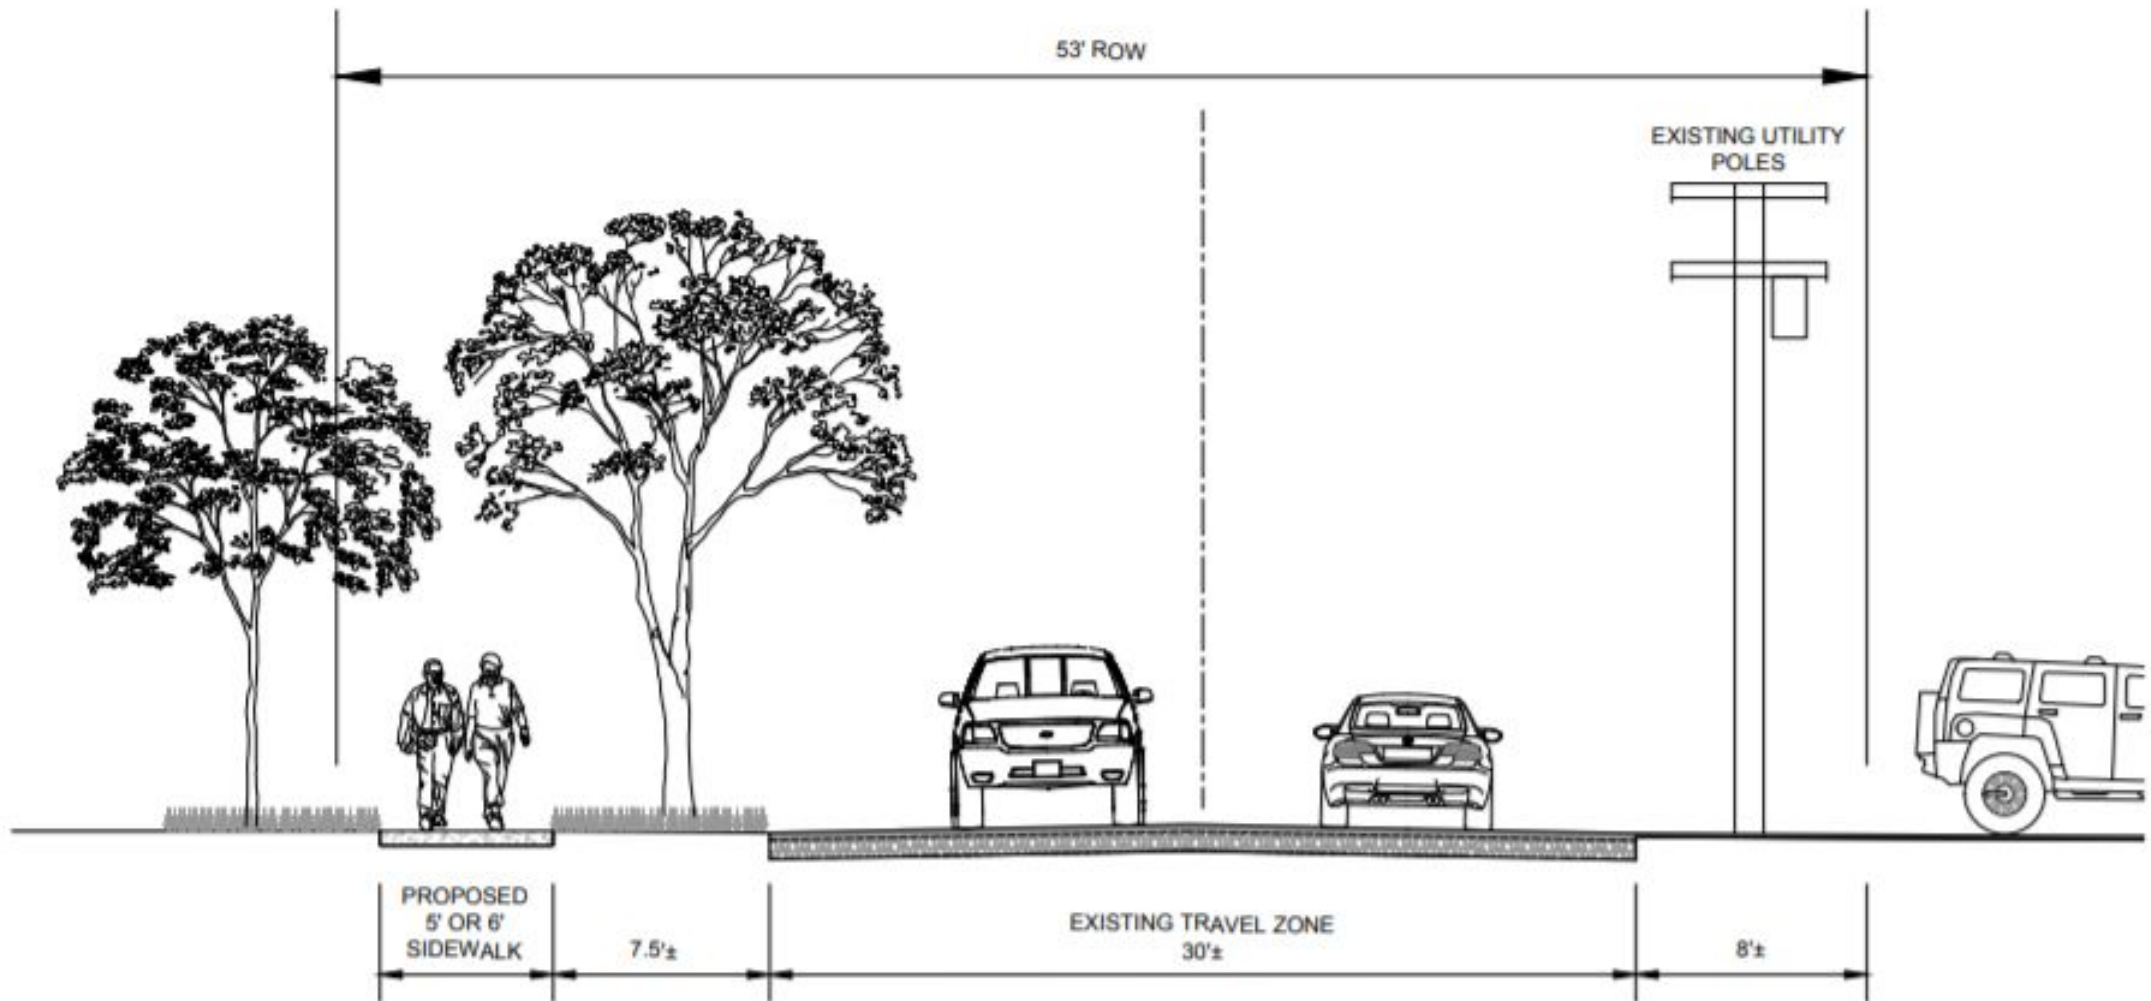 53' ROW
EXISTING UTILITY
POLES
PROPOSED
5' OR 6'
SIDEWALK
7.5'±
EXISTING TRAVEL ZONE
30'±
8'±